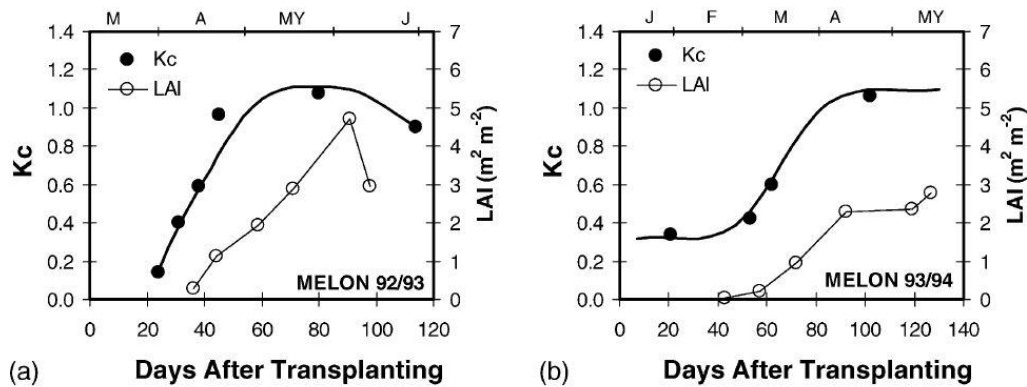 M A MY J
1.4
1.2
1.0
0.8
0.6
0.4
0.2
0.0
Kc
Kc
LAI
7
6
5
4
3
2
1
0
LAI (m² m⁻²)
MELON 92/93
0 20 40 60 80 100 120
(a) Days After Transplanting
J F M A MY
1.4
1.2
1.0
0.8
0.6
0.4
0.2
0.0
Kc
Kc
LAI
7
6
5
4
3
2
1
0
LAI (m² m⁻²)
MELON 93/94
0 20 40 60 80 100 120 140
(b) Days After Transplanting